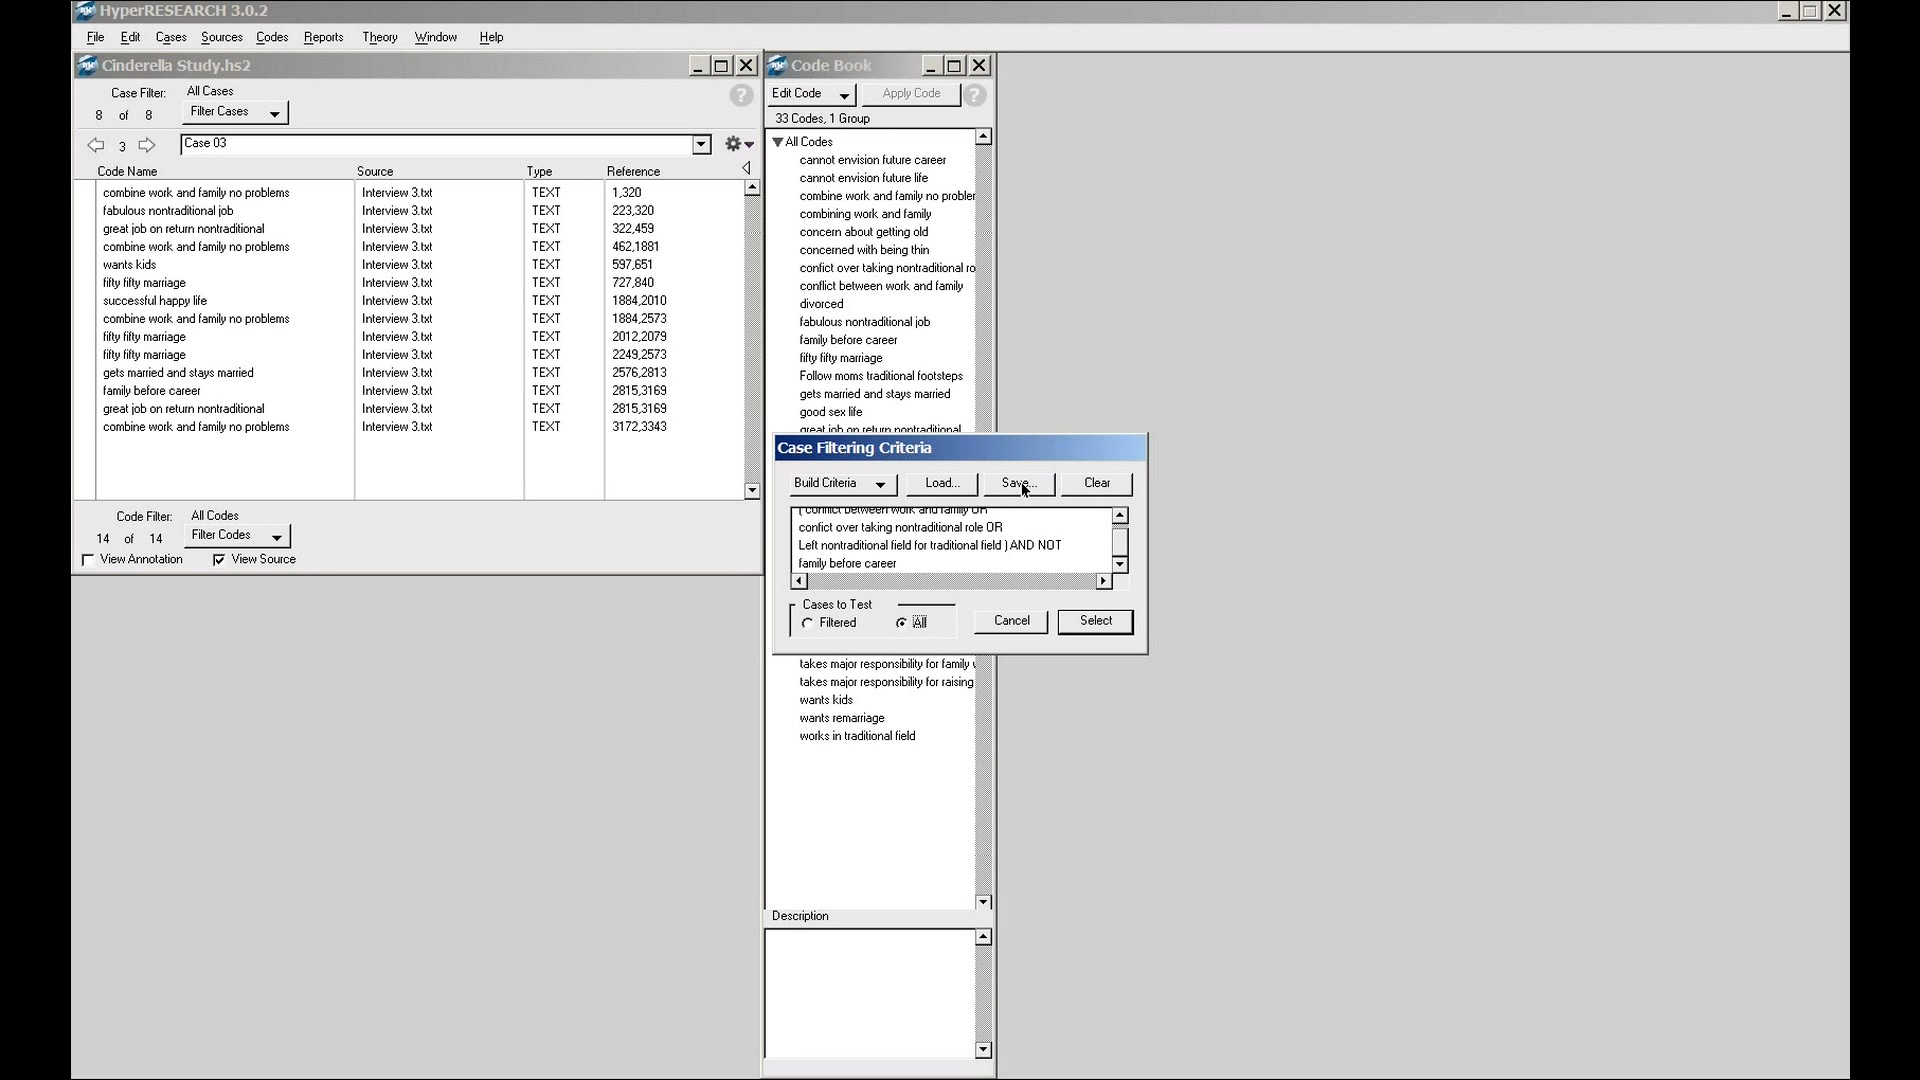 HyperRESEARCH 3.0.2
File Edit Cases Sources Codes Reports Theory Window Help
Cinderella Study.hs2
Case Filter: All Cases
8 of 8 Filter Cases
3 Case 03
Code Name Source Type Reference
combine work and family no problems Interview 3.txt TEXT 1,320
fabulous nontraditional job Interview 3.txt TEXT 223,320
great job on return nontraditional Interview 3.txt TEXT 322,459
combine work and family no problems Interview 3.txt TEXT 462,1881
wants kids Interview 3.txt TEXT 597,651
fifty fifty marriage Interview 3.txt TEXT 727,840
successful happy life Interview 3.txt TEXT 1884,2010
combine work and family no problems Interview 3.txt TEXT 1884,2573
fifty fifty marriage Interview 3.txt TEXT 2012,2079
fifty fifty marriage Interview 3.txt TEXT 2249,2573
gets married and stays married Interview 3.txt TEXT 2576,2813
family before career Interview 3.txt TEXT 2815,3169
great job on return nontraditional Interview 3.txt TEXT 2815,3169
combine work and family no problems Interview 3.txt TEXT 3172,3343
Code Filter: All Codes
14 of 14 Filter Codes
View Annotation View Source
Code Book
Edit Code Apply Code
33 Codes, 1 Group
All Codes
cannot envision future career
cannot envision future life
combine work and family no probler
combining work and family
concern about getting old
concerned with being thin
confict over taking nontraditional ro
conflict between work and family
divorced
fabulous nontraditional job
family before career
fifty fifty marriage
Follow moms traditional footsteps
gets married and stays married
good sex life
great job on return nontraditional
Case Filtering Criteria
Build Criteria Load... Save... Clear
( conflict between work and family OR
confict over taking nontraditional role OR
Left nontraditional field for traditional field ) AND NOT
family before career
Cases to Test
Filtered All Cancel Select
takes major responsibility for family
takes major responsibility for raising
wants kids
wants remarriage
works in traditional field
Description